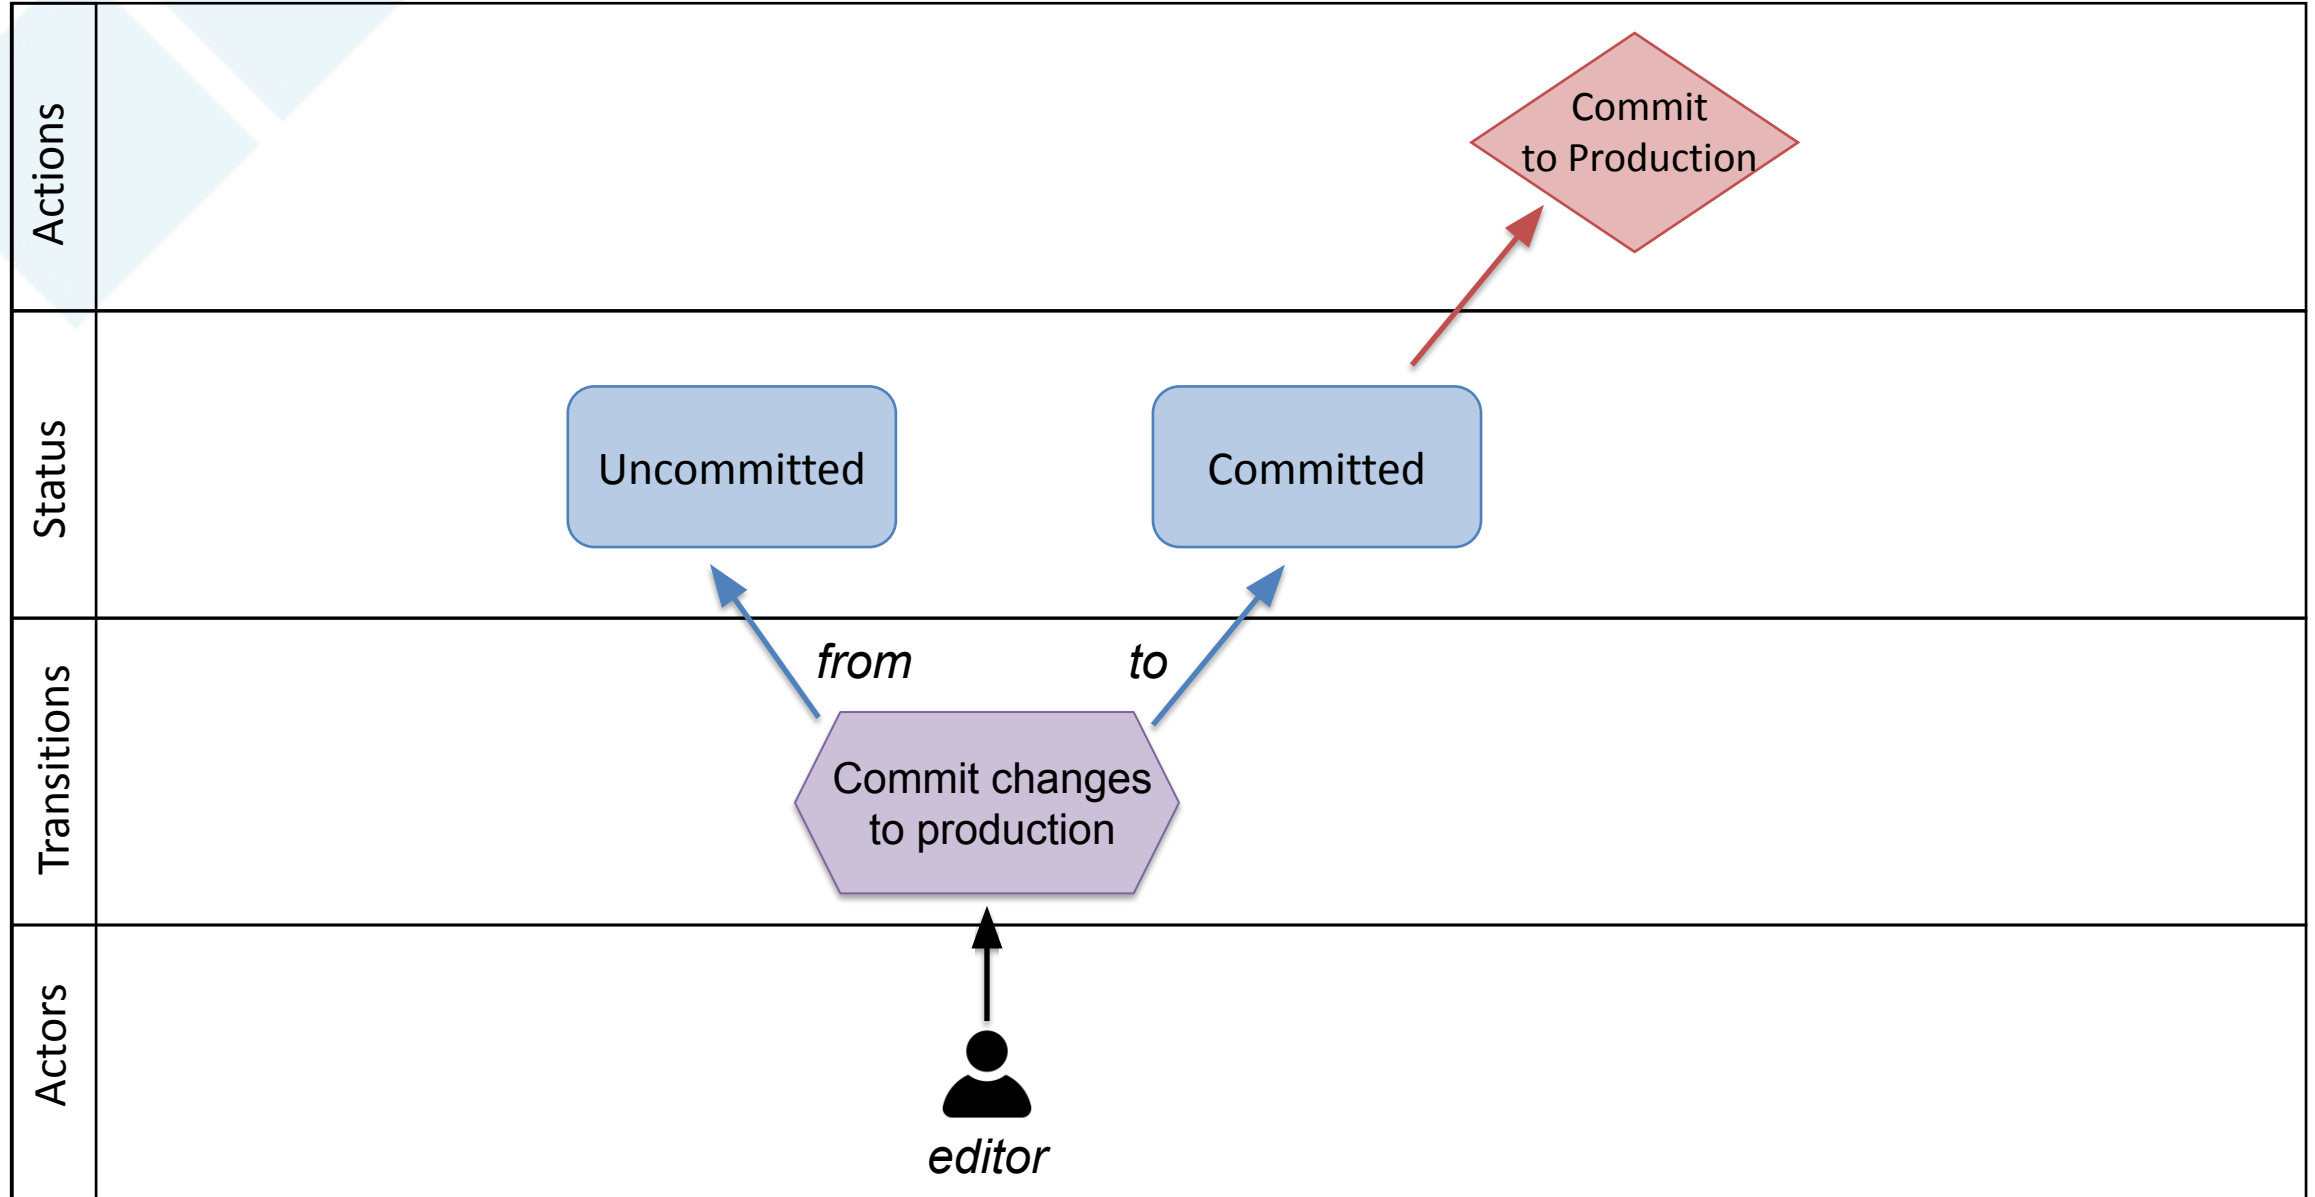 Actions
Commit
to Production
Status
Uncommitted
Committed
Transitions
from
to
Commit changes
to production
Actors
editor